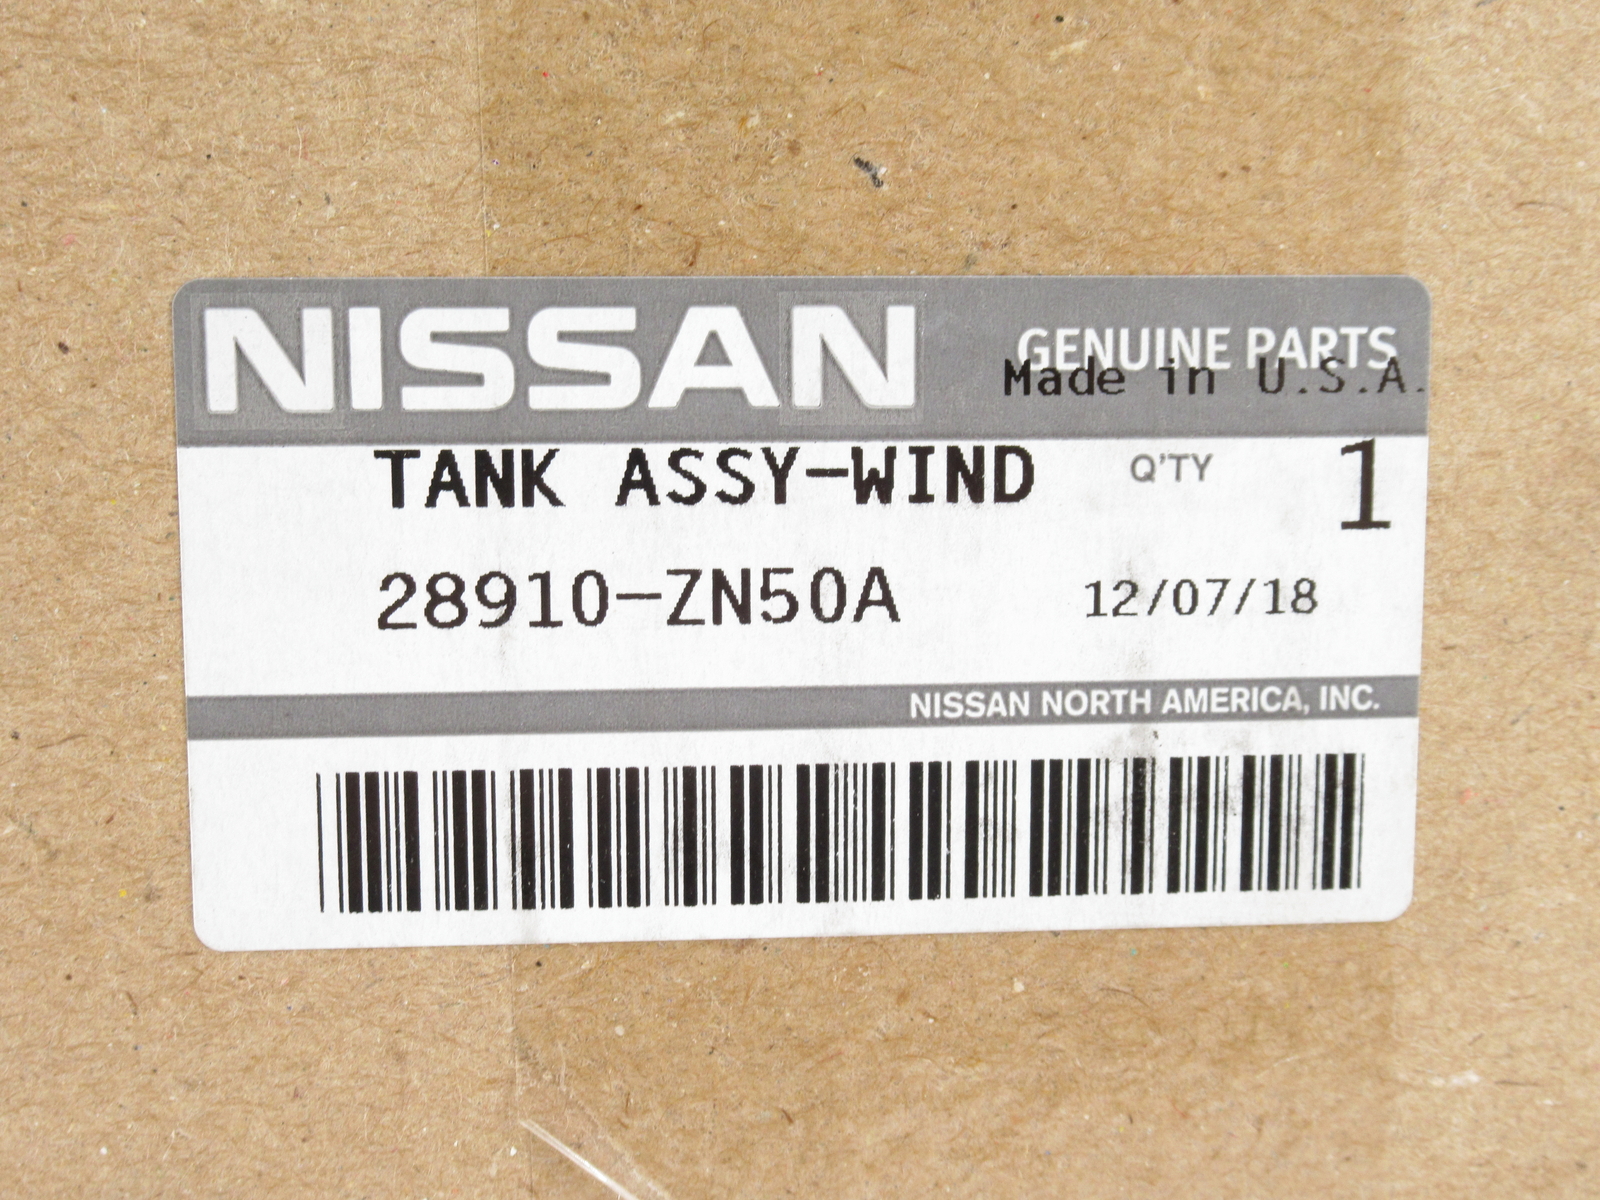 NISSAN GENUINE PARTS
Made in U.S.A.
TANK ASSY-WIND Q'TY 1
28910-ZN50A 12/07/18
NISSAN NORTH AMERICA, INC.